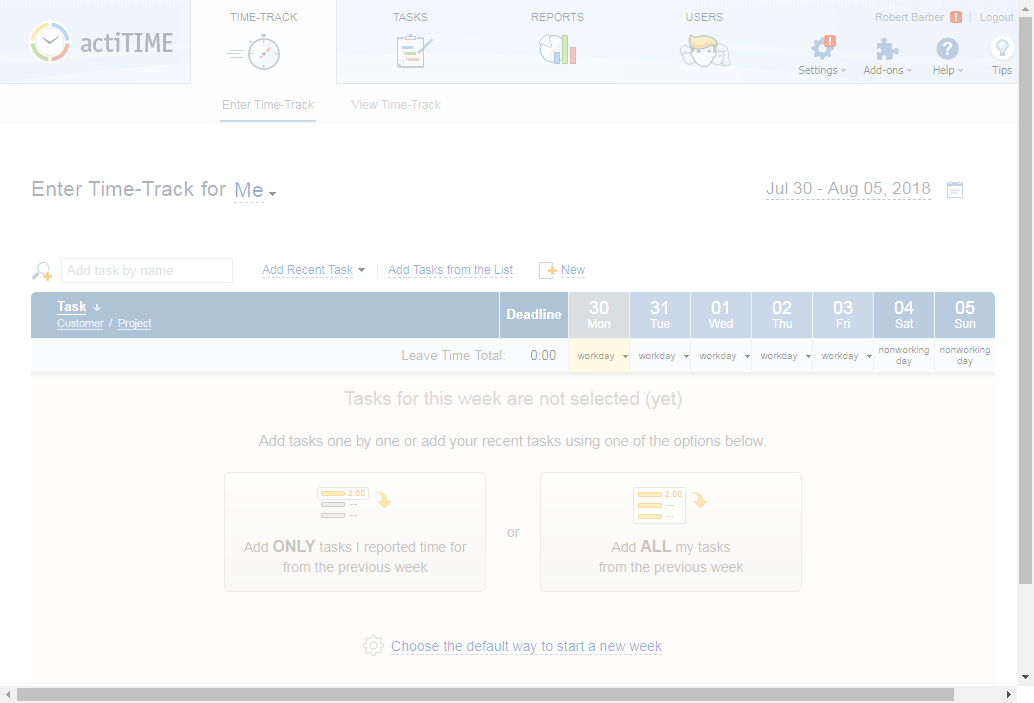 TIME-TRACK
TASKS
REPORTS
USERS
Robert Barber ! | Logout
actiTIME
Settings
Add-ons
Help
Tips
Enter Time-Track
View Time-Track
Enter Time-Track for Me
Jul 30 - Aug 05, 2018
Add task by name
Add Recent Task
Add Tasks from the List
New
Task ↓
Customer / Project
Deadline
30 Mon
31 Tue
01 Wed
02 Thu
03 Fri
04 Sat
05 Sun
Leave Time Total: 0:00
workday
workday
workday
workday
workday
nonworking
day
nonworking
day
Tasks for this week are not selected (yet)
Add tasks one by one or add your recent tasks using one of the options below:
2:00
--
--
Add ONLY tasks I reported time for
from the previous week
or
2:00
--
--
Add ALL my tasks
from the previous week
Choose the default way to start a new week